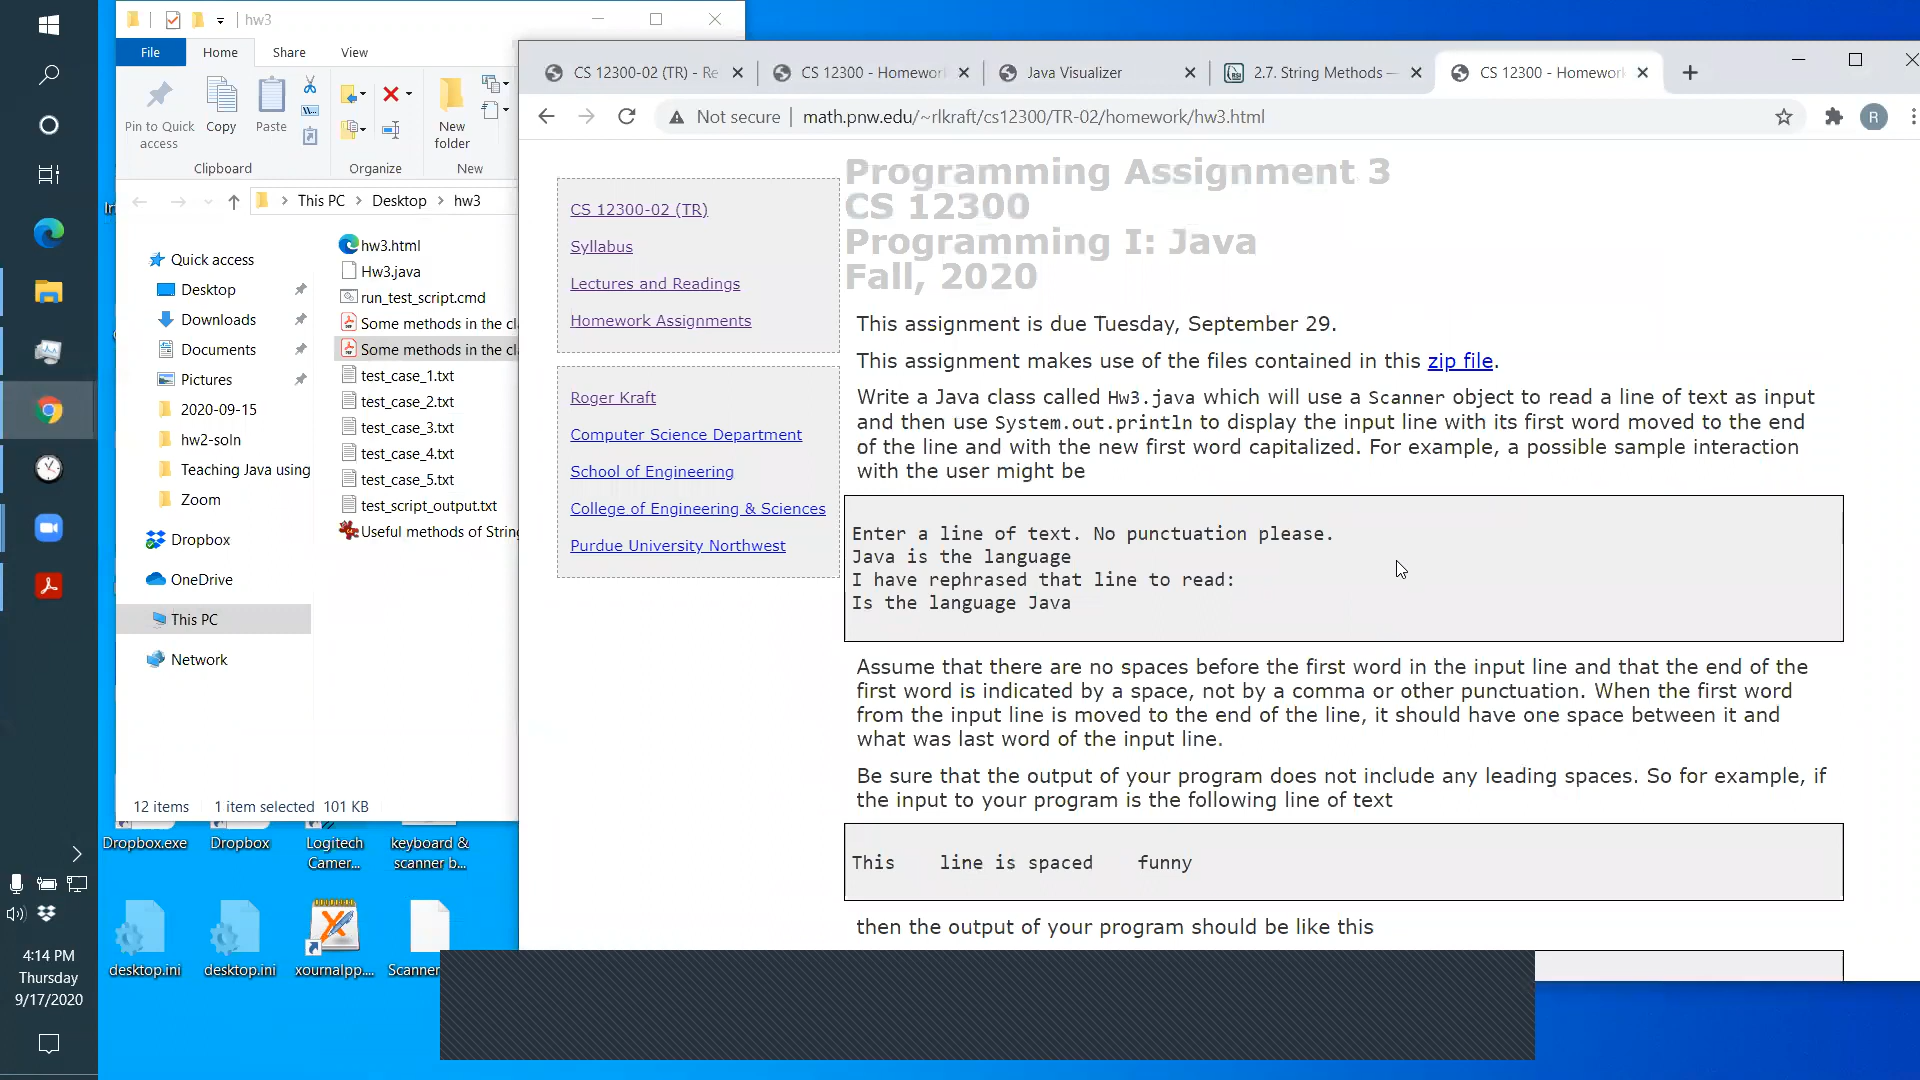 hw3
File Home Share View
Pin to Quick access
Copy
Paste
New folder
Clipboard Organize New
This PC > Desktop > hw3
Quick access
Desktop
Downloads
Documents
Pictures
2020-09-15
hw2-soln
Teaching Java using
Zoom
Dropbox
OneDrive
This PC
Network
hw3.html
Hw3.java
run_test_script.cmd
Some methods in the cl
Some methods in the cl
test_case_1.txt
test_case_2.txt
test_case_3.txt
test_case_4.txt
test_case_5.txt
test_script_output.txt
Useful methods of String
12 items 1 item selected 101 KB
CS 12300-02 (TR) - Re
CS 12300 - Homework
Java Visualizer
2.7. String Methods —
CS 12300 - Homework
Not secure | math.pnw.edu/~rlkraft/cs12300/TR-02/homework/hw3.html
R
CS 12300-02 (TR)
Syllabus
Lectures and Readings
Homework Assignments
Roger Kraft
Computer Science Department
School of Engineering
College of Engineering & Sciences
Purdue University Northwest
Programming Assignment 3
CS 12300
Programming I: Java
Fall, 2020
This assignment is due Tuesday, September 29.
This assignment makes use of the files contained in this zip file.
Write a Java class called Hw3.java which will use a Scanner object to read a line of text as input
and then use System.out.println to display the input line with its first word moved to the end
of the line and with the new first word capitalized. For example, a possible sample interaction
with the user might be
Enter a line of text. No punctuation please.
Java is the language
I have rephrased that line to read:
Is the language Java
Assume that there are no spaces before the first word in the input line and that the end of the
first word is indicated by a space, not by a comma or other punctuation. When the first word
from the input line is moved to the end of the line, it should have one space between it and
what was last word of the input line.
Be sure that the output of your program does not include any leading spaces. So for example, if
the input to your program is the following line of text
This    line is spaced    funny
then the output of your program should be like this
Dropbox.exe
Dropbox
Logitech Camer...
keyboard & scanner b...
desktop.ini
desktop.ini
xournalpp....
Scanner
4:14 PM
Thursday
9/17/2020